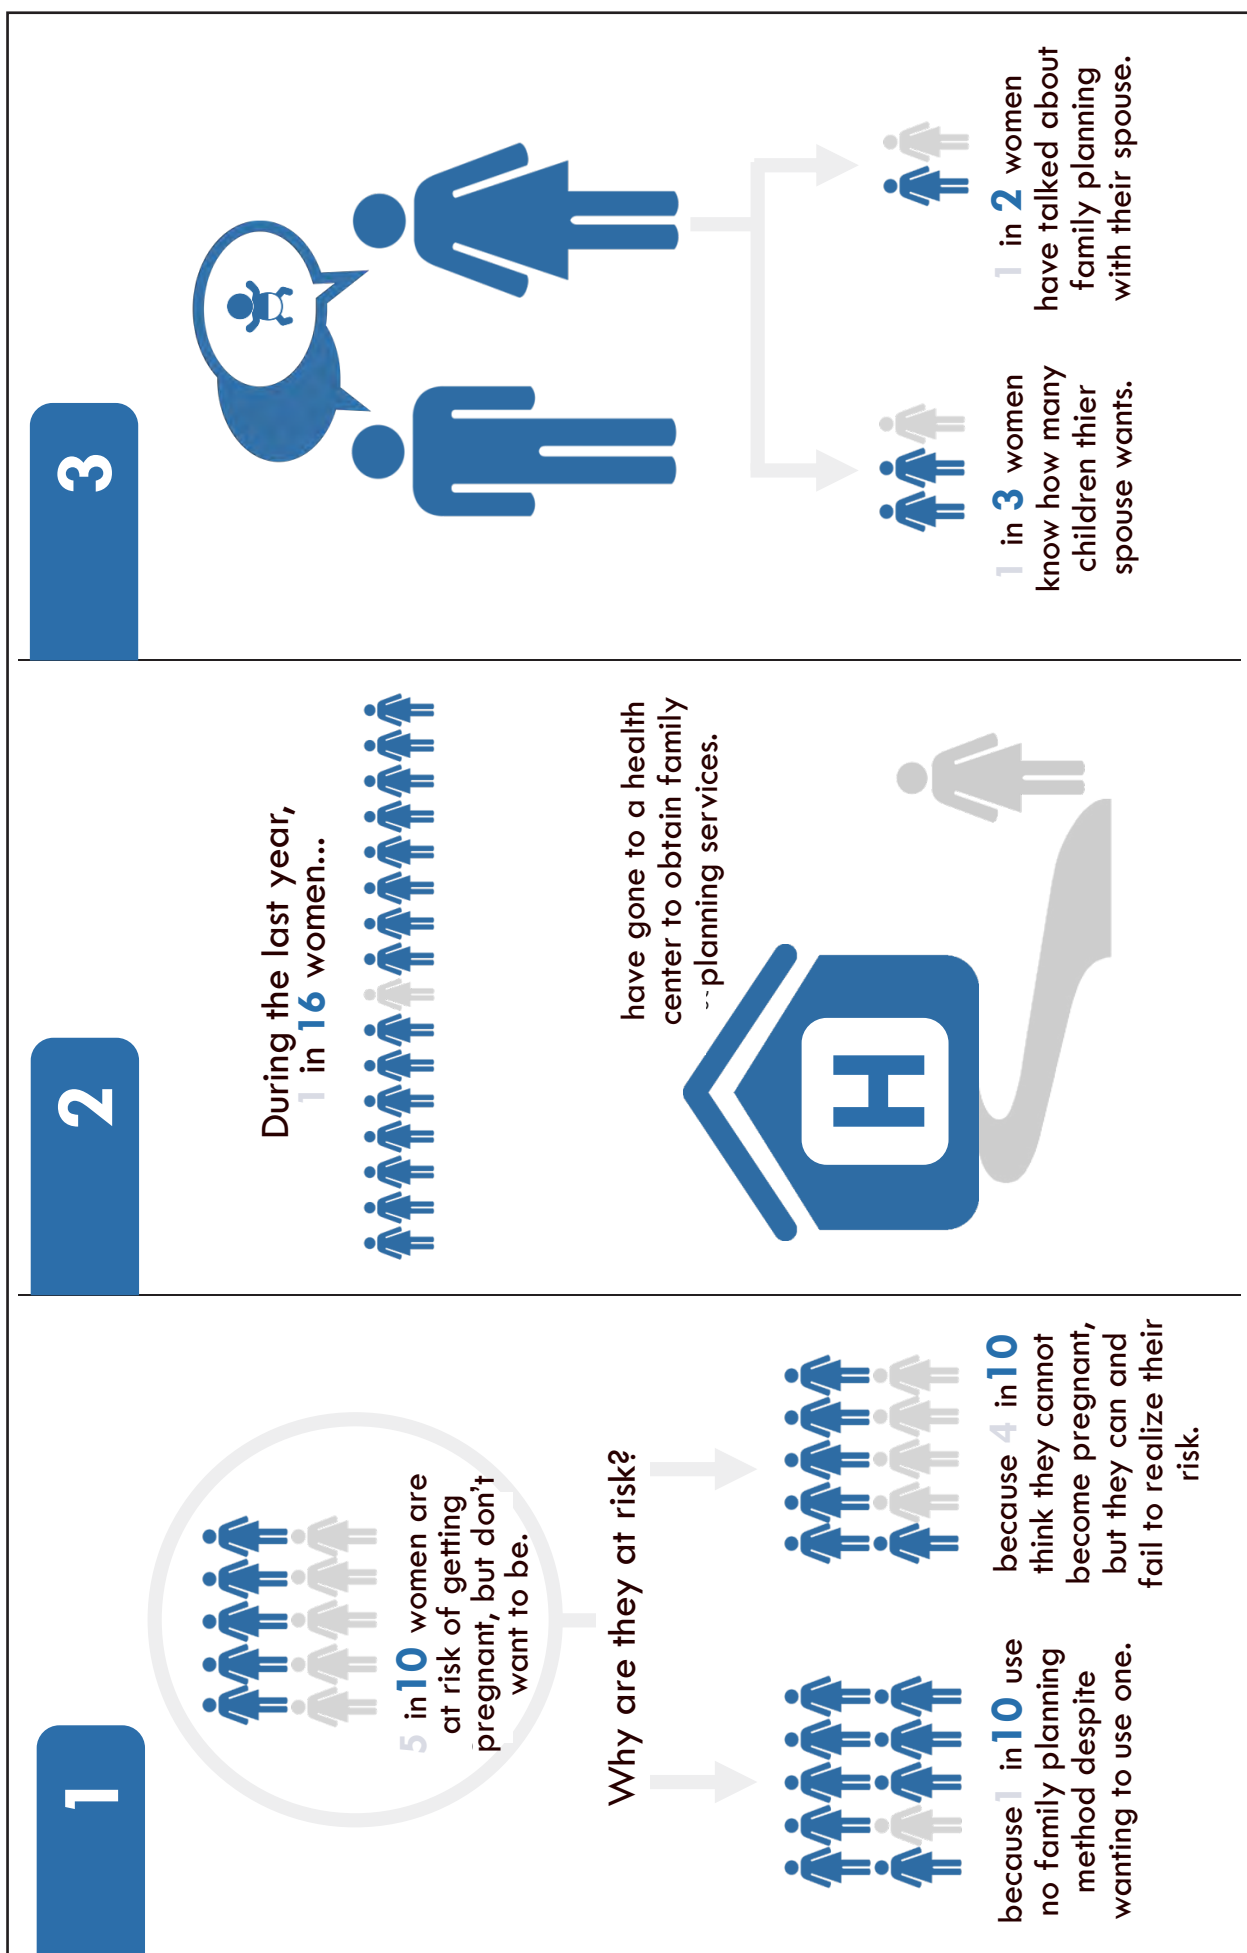 1
5 in 10 women are
at risk of getting
pregnant, but don't
want to be.
Why are they at risk?
because 1 in 10 use
no family planning
method despite
wanting to use one.
because 4 in 10
think they cannot
become pregnant,
but they can and
fail to realize their
risk.
2
During the last year,
1 in 16 women...
have gone to a health
center to obtain family
planning services.
H
3
1 in 3 women
know how many
children thier
spouse wants.
1 in 2 women
have talked about
family planning
with their spouse.